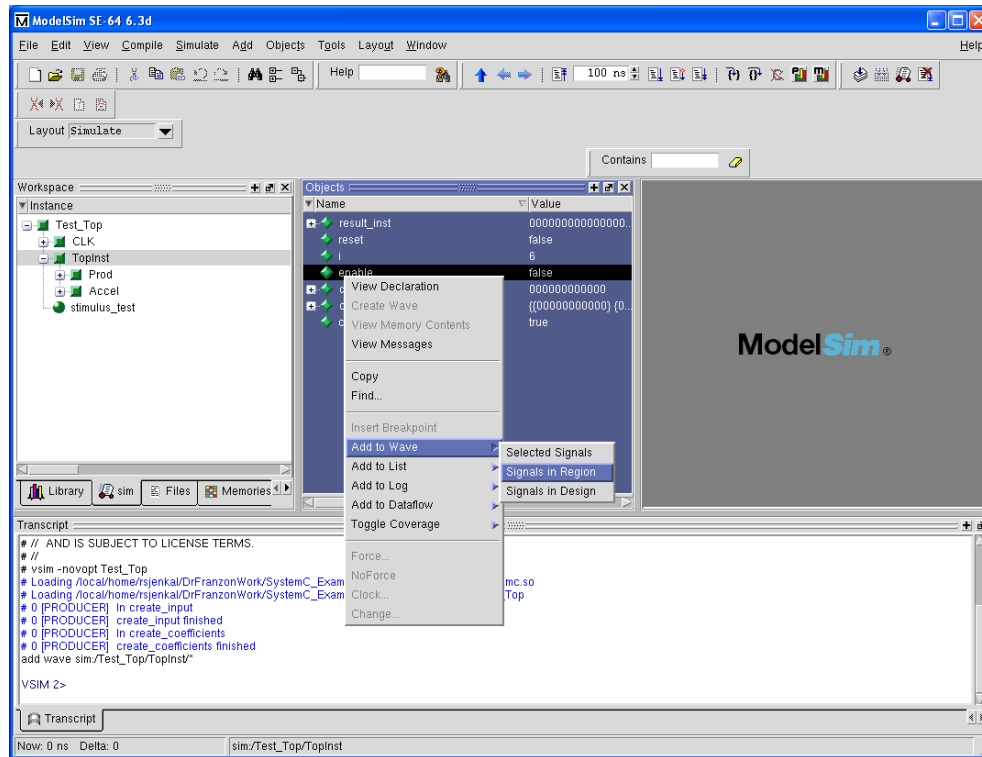 ModelSim SE-64 6.3d
File Edit View Compile Simulate Add Objects Tools Layout Window Help
Help 100 ns
Layout Simulate
Contains
Workspace
Objects
Instance
Name Value
Test_Top
CLK
TopInst
Prod
Accel
stimulus_test
result_inst 000000000000000..
reset false
i 6
enable false
c 000000000000
c {{00000000000} {0...
c true
View Declaration
Create Wave
View Memory Contents
View Messages
Copy
Find...
Insert Breakpoint
Add to Wave
Add to List
Add to Log
Add to Dataflow
Toggle Coverage
Force...
NoForce
Clock...
Change...
Selected Signals
Signals in Region
Signals in Design
ModelSim ®
Library sim Files Memories
Transcript
# // AND IS SUBJECT TO LICENSE TERMS.
# //
# vsim -novopt Test_Top
# Loading /local/home/rsjenkal/DrFranzonWork/SystemC_Exam mc.so
# Loading /local/home/rsjenkal/DrFranzonWork/SystemC_Exam Top
# 0 [PRODUCER] In create_input
# 0 [PRODUCER] create_input finished
# 0 [PRODUCER] In create_coefficients
# 0 [PRODUCER] create_coefficients finished
add wave sim:/Test_Top/TopInst/*
VSIM 2>
Transcript
Now: 0 ns Delta: 0 sim:/Test_Top/TopInst